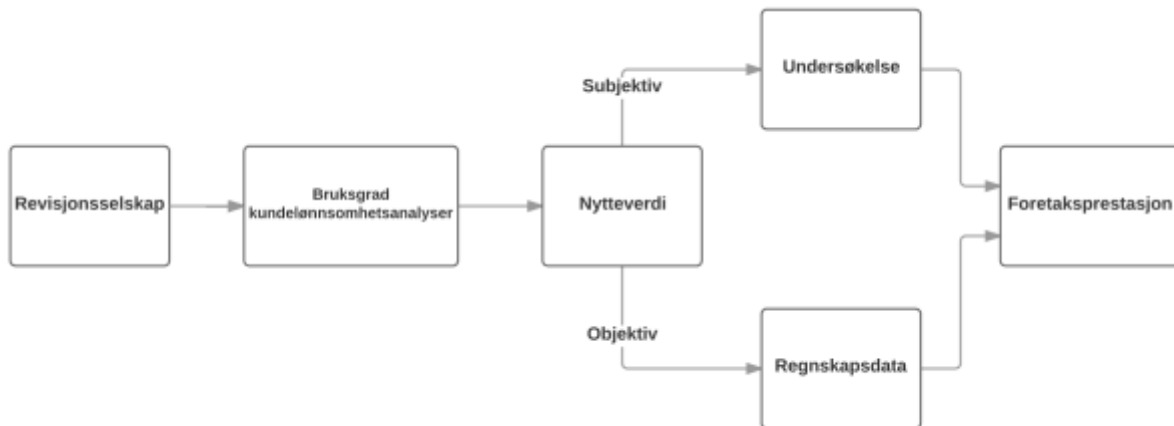 Revisjonsselskap
Bruksgrad
kundelønnsomhetsanalyser
Nytteverdi
Subjektiv
Undersøkelse
Objektiv
Regnskapsdata
Foretaksprestasjon